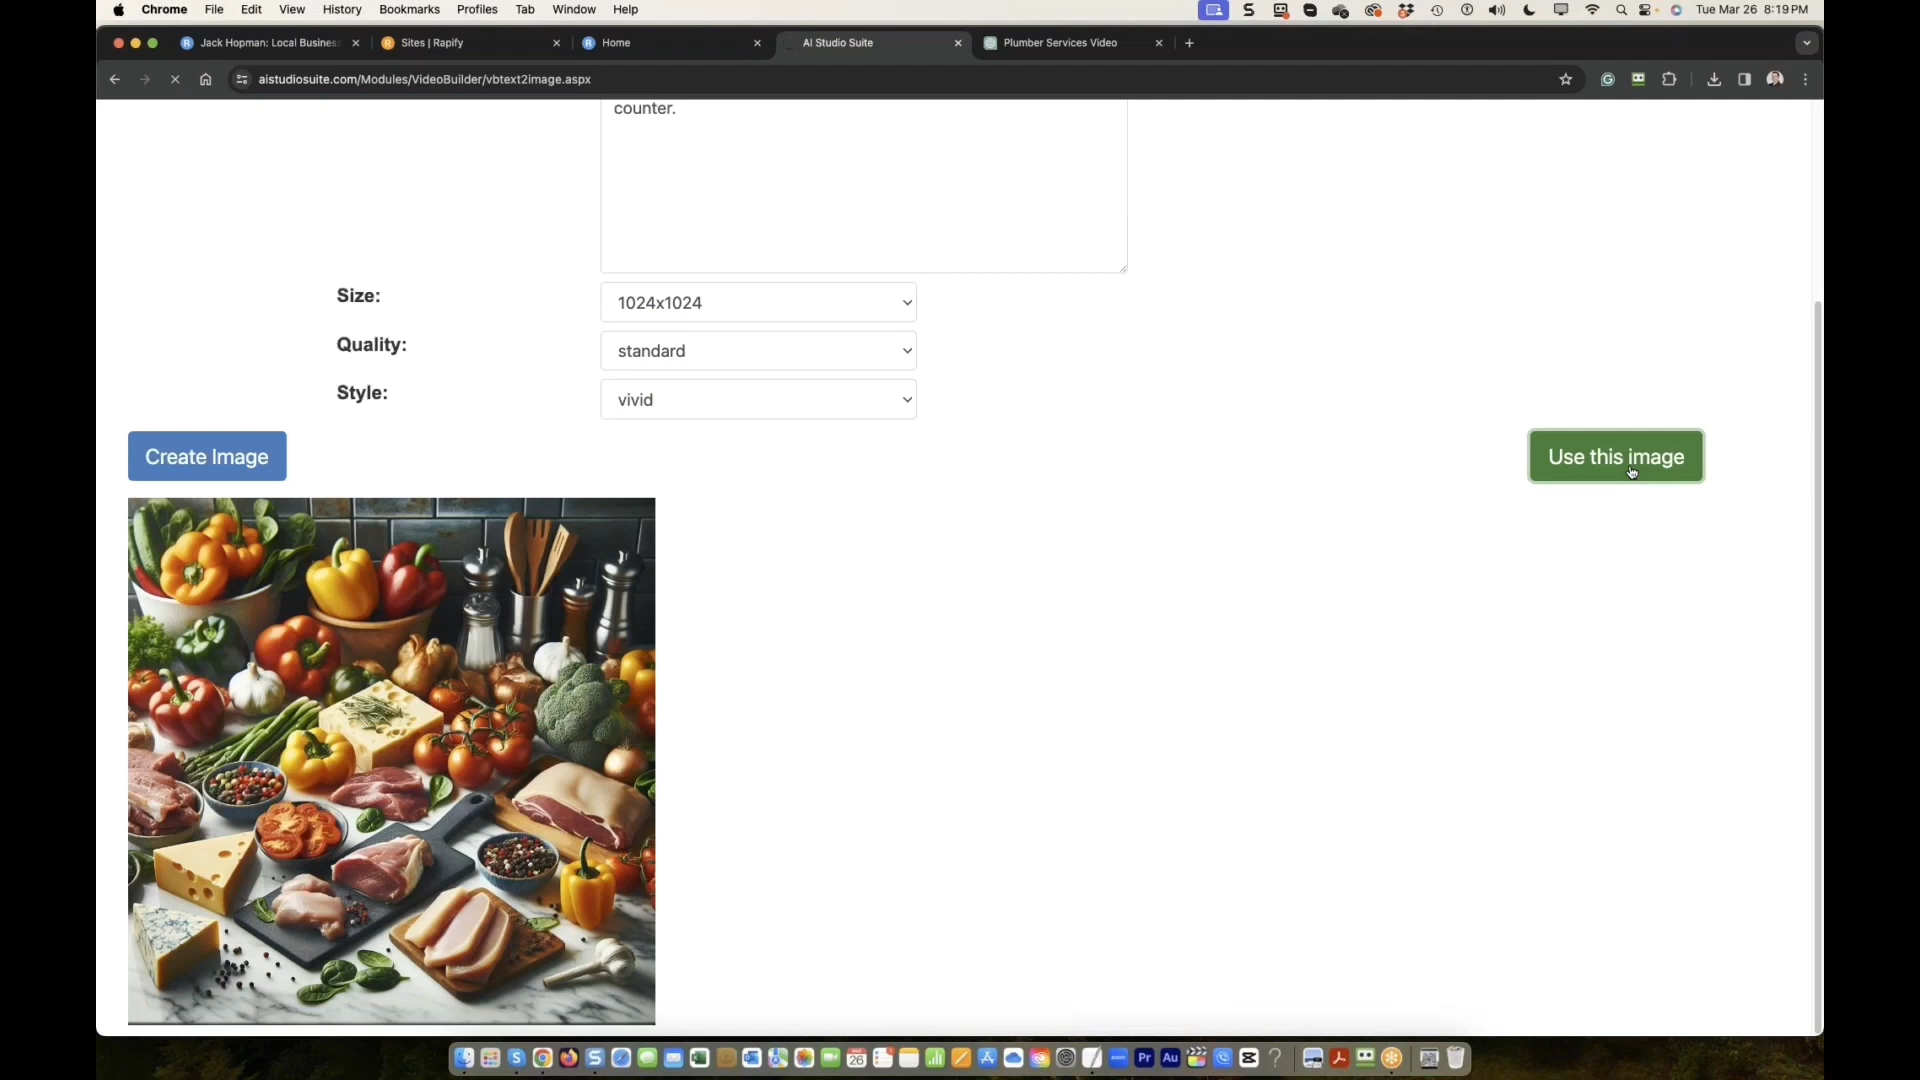 Chrome File Edit View History Bookmarks Profiles Tab Window Help Tue Mar 26 8:19 PM
Jack Hopman: Local Busines Sites | Rapify Home AI Studio Suite Plumber Services Video
aistudiosuite.com/Modules/VideoBuilder/vbtext2image.aspx
counter.
Size: 1024x1024
Quality: standard
Style: vivid
Create Image Use this image